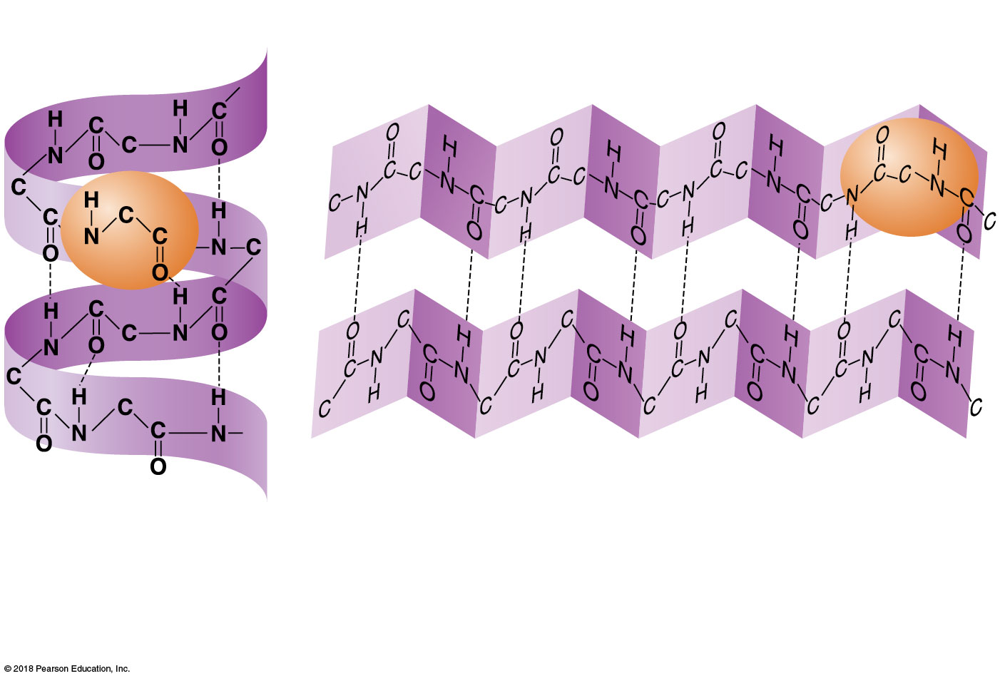 H C H C
N O C N O
C
C H C H
O N C N C
O
H C H C
N O C N O
C
H H
C N C C N
O O
O H O H O H O H
C C N C C N C C N C C N
C N C C N C C N C C N C C
H O H O H O H O
O C H O C H O C H O C H
C N C N C N C N C N C N C N C N
C H O C H O C H O C H O C
© 2018 Pearson Education, Inc.